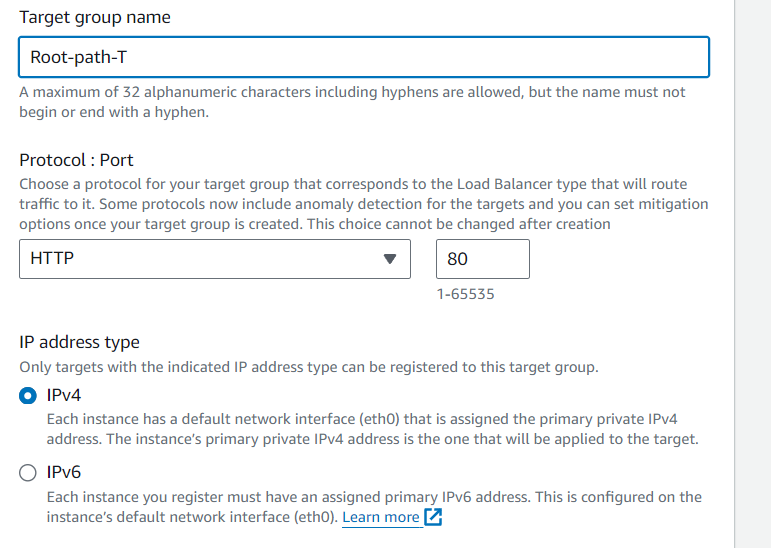 Target group name
Root-path-T
A maximum of 32 alphanumeric characters including hyphens are allowed, but the name must not
begin or end with a hyphen.
Protocol : Port
Choose a protocol for your target group that corresponds to the Load Balancer type that will route
traffic to it. Some protocols now include anomaly detection for the targets and you can set mitigation
options once your target group is created. This choice cannot be changed after creation
HTTP
80
1-65535
IP address type
Only targets with the indicated IP address type can be registered to this target group.
IPv4
Each instance has a default network interface (eth0) that is assigned the primary private IPv4
address. The instance's primary private IPv4 address is the one that will be applied to the target.
IPv6
Each instance you register must have an assigned primary IPv6 address. This is configured on the
instance's default network interface (eth0). Learn more